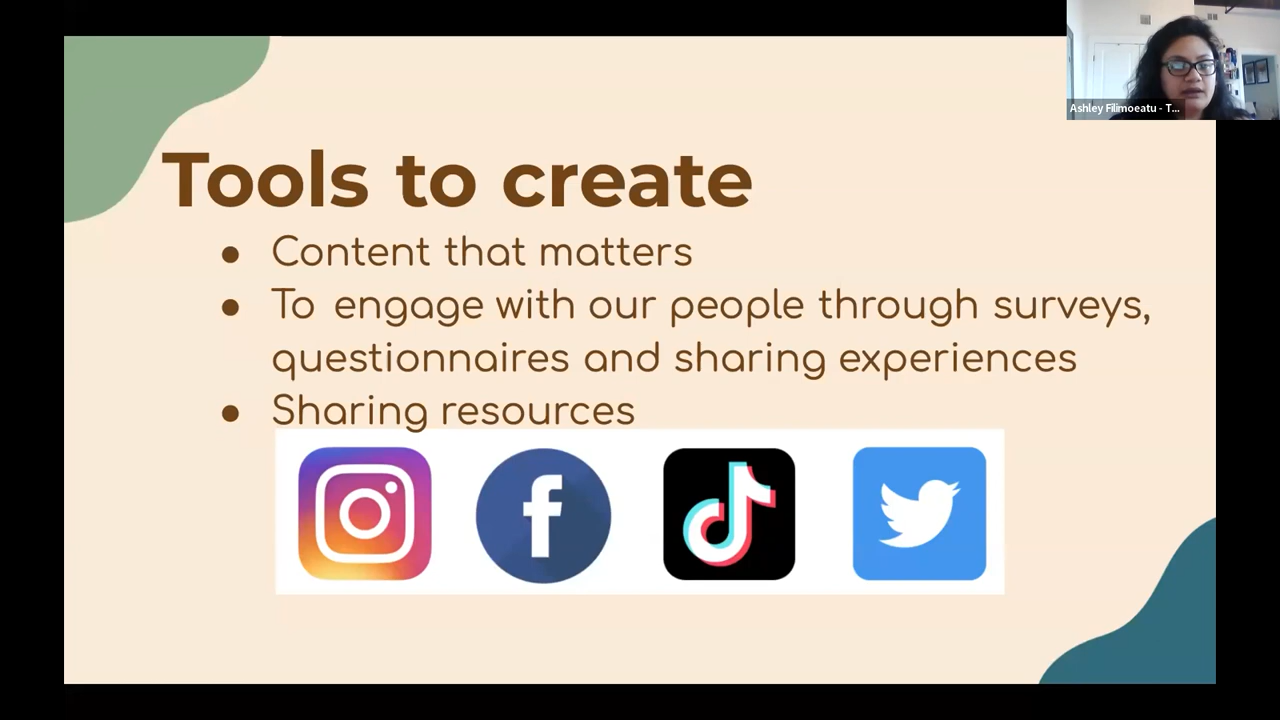 Ashley Filimoeatu - T...
Tools to create
● Content that matters
● To engage with our people through surveys,
questionnaires and sharing experiences
● Sharing resources